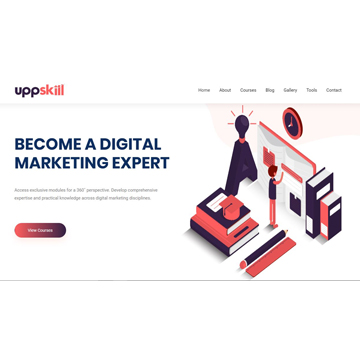 uppskill
Home About Courses Blog Gallery Tools Contact
BECOME A DIGITAL
MARKETING EXPERT
Access exclusive modules for a 360˚ perspective. Develop comprehensive
expertise and practical knowledge across digital marketing disciplines.
View Courses